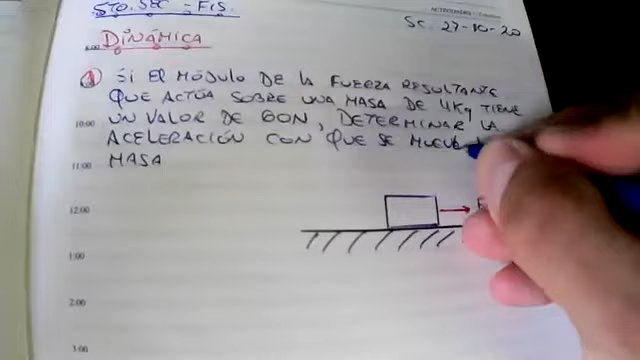 5TO. SEC. - FIS.
SC. 27-10-20
DINÁMICA
① SI EL MÓDULO DE LA FUERZA RESULTANTE
QUE ACTÚA SOBRE UNA MASA DE 4Kg TIENE
UN VALOR DE 60N, DETERMINAR LA
ACELERACIÓN CON QUE SE MUEVE
MASA
10:00
11:00
12:00
1:00
2:00
3:00
F